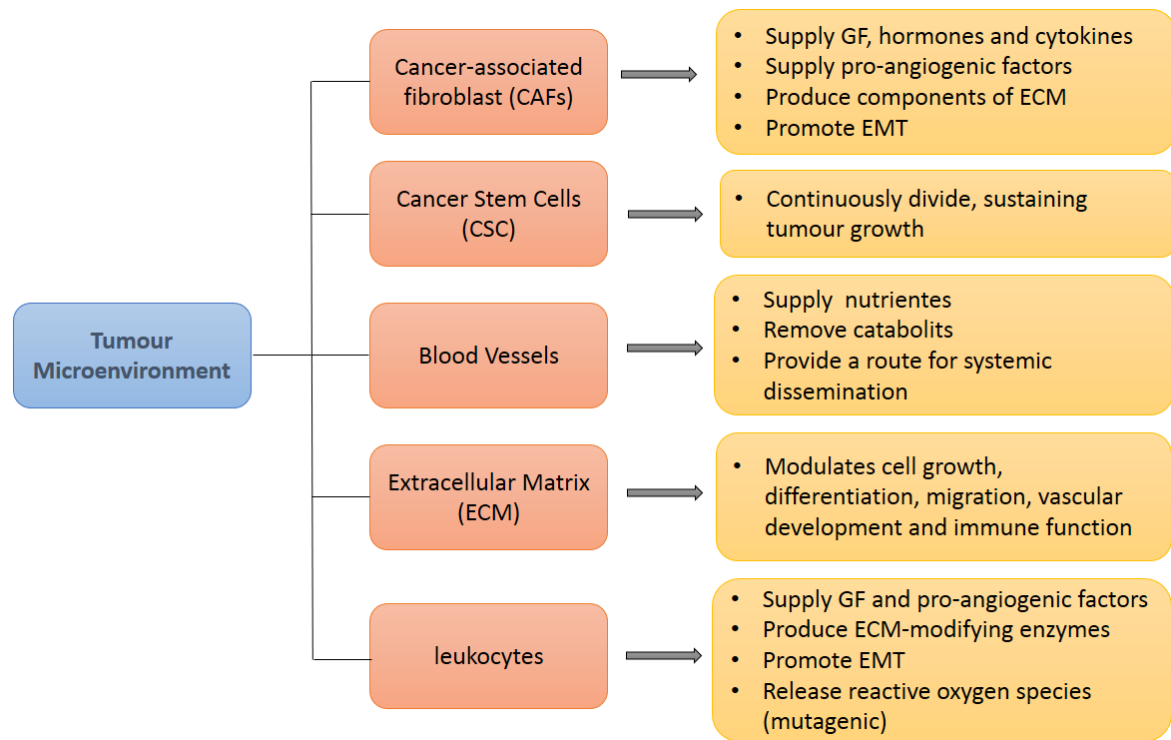 Tumour
Microenvironment
Cancer-associated
fibroblast (CAFs)
• Supply GF, hormones and cytokines
• Supply pro-angiogenic factors
• Produce components of ECM
• Promote EMT
Cancer Stem Cells
(CSC)
• Continuously divide, sustaining
tumour growth
Blood Vessels
• Supply nutrientes
• Remove catabolits
• Provide a route for systemic
dissemination
Extracellular Matrix
(ECM)
• Modulates cell growth,
differentiation, migration, vascular
development and immune function
leukocytes
• Supply GF and pro-angiogenic factors
• Produce ECM-modifying enzymes
• Promote EMT
• Release reactive oxygen species
(mutagenic)